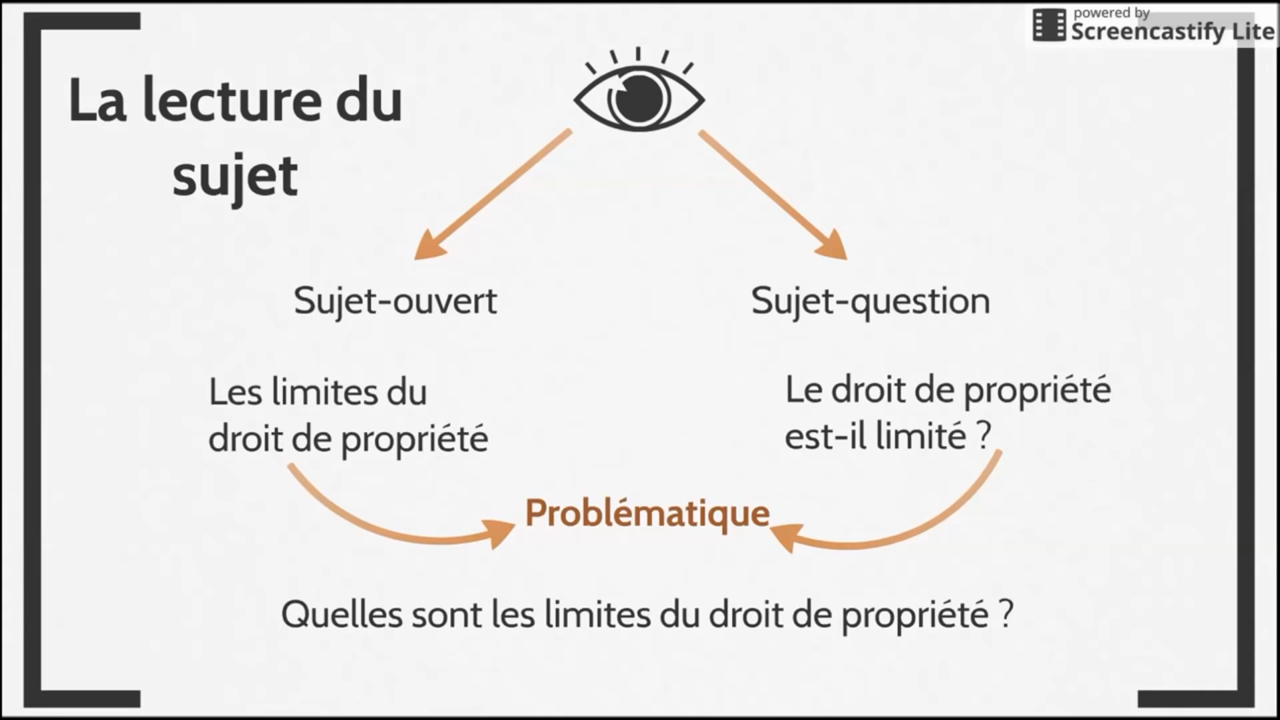 powered by
Screencastify Lite
La lecture du
sujet
Sujet-ouvert
Sujet-question
Les limites du
droit de propriété
Le droit de propriété
est-il limité ?
Problématique
Quelles sont les limites du droit de propriété ?